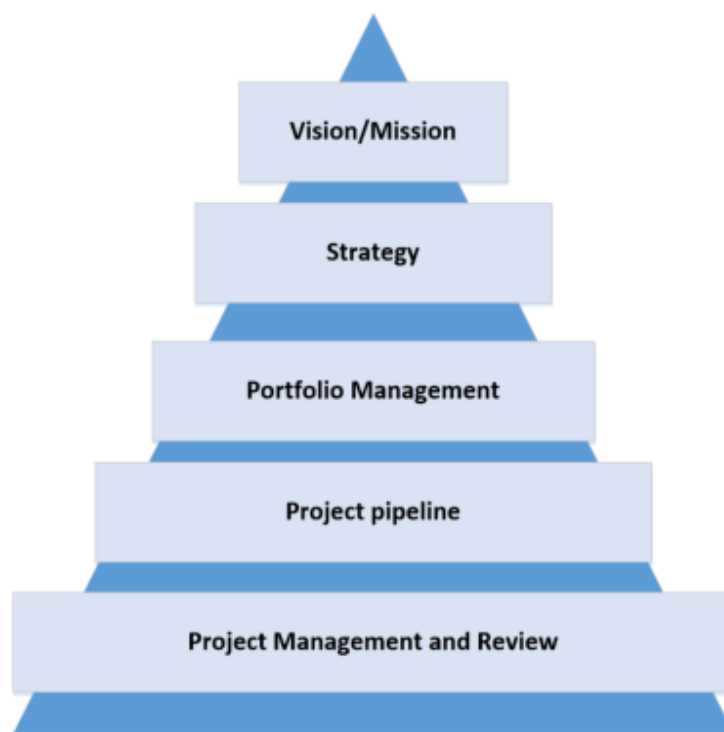 Vision/Mission
Strategy
Portfolio Management
Project pipeline
Project Management and Review